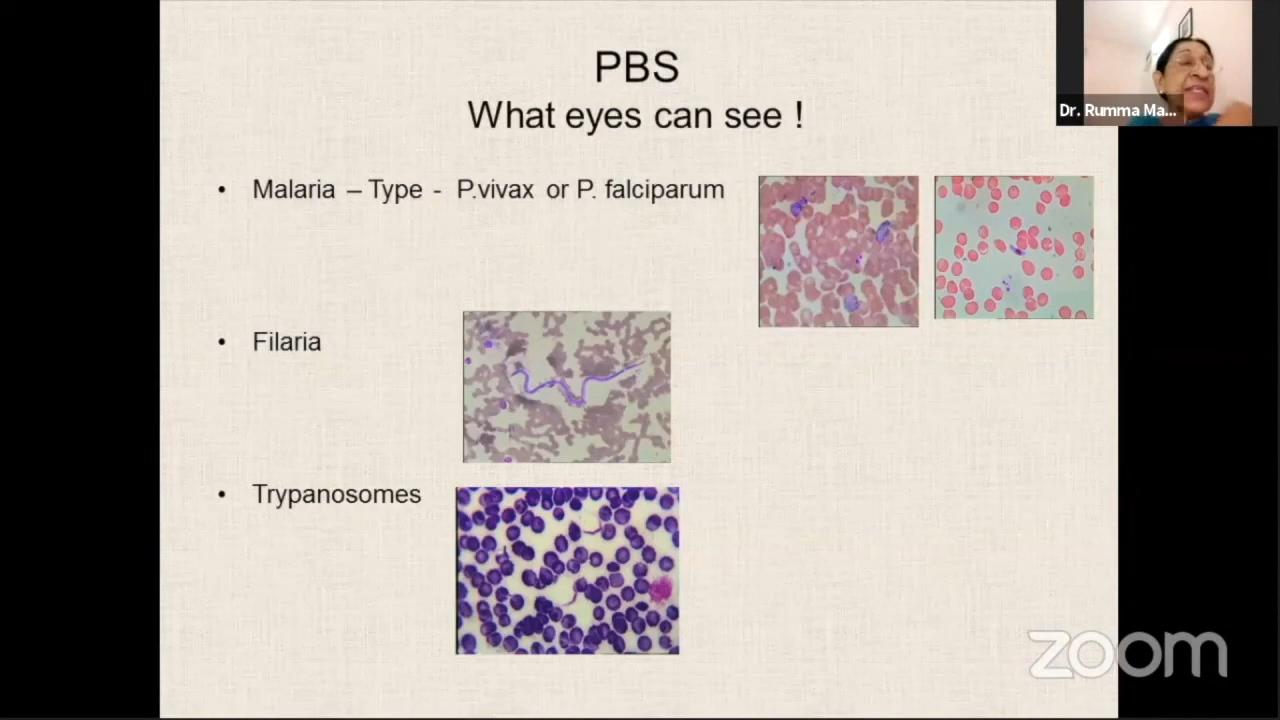 PBS
What eyes can see !
Dr. Rumma Ma...
• Malaria – Type - P.vivax or P. falciparum
• Filaria
• Trypanosomes
zoom